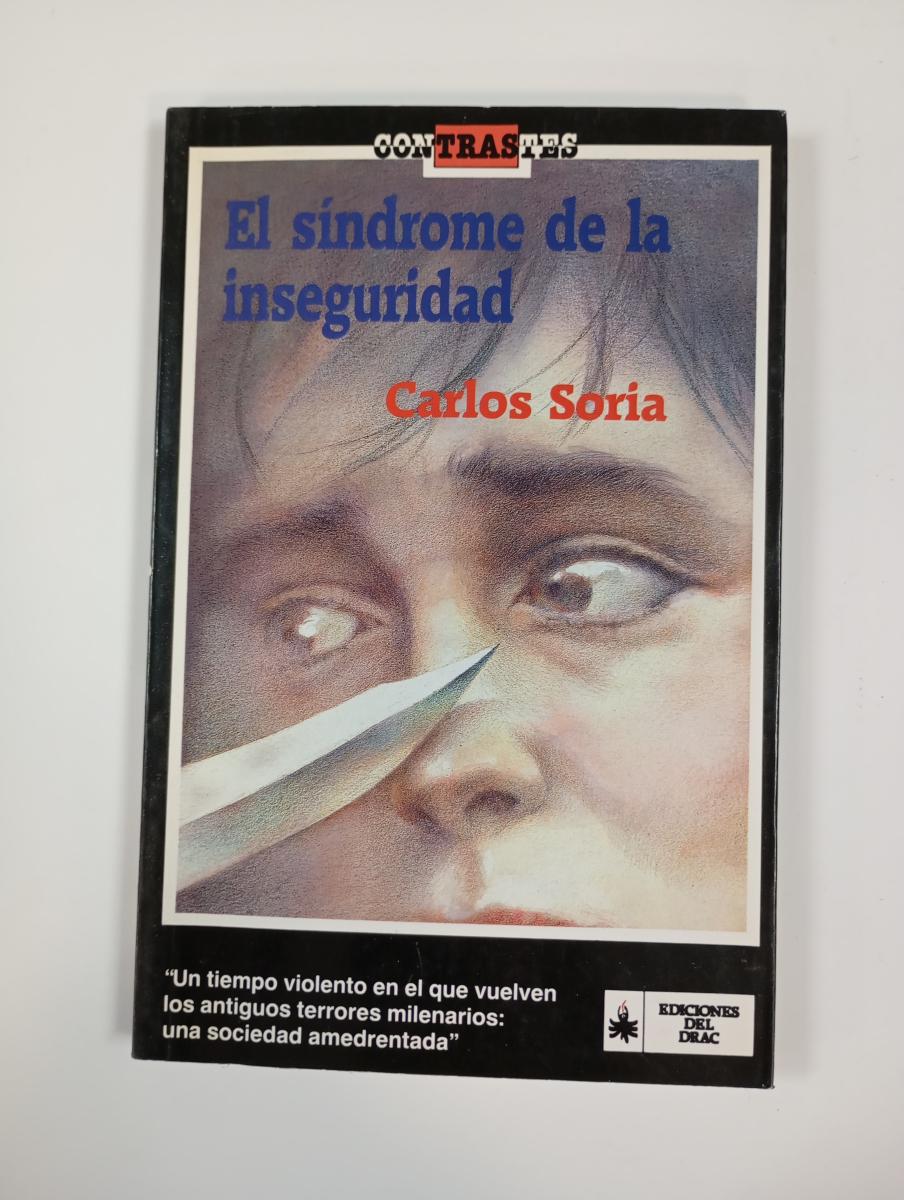 CONTRASTES
El síndrome de la
inseguridad
Carlos Soria
“Un tiempo violento en el que vuelven
los antiguos terrores milenarios:
una sociedad amedrentada”
EDICIONES
DEL
DRAC